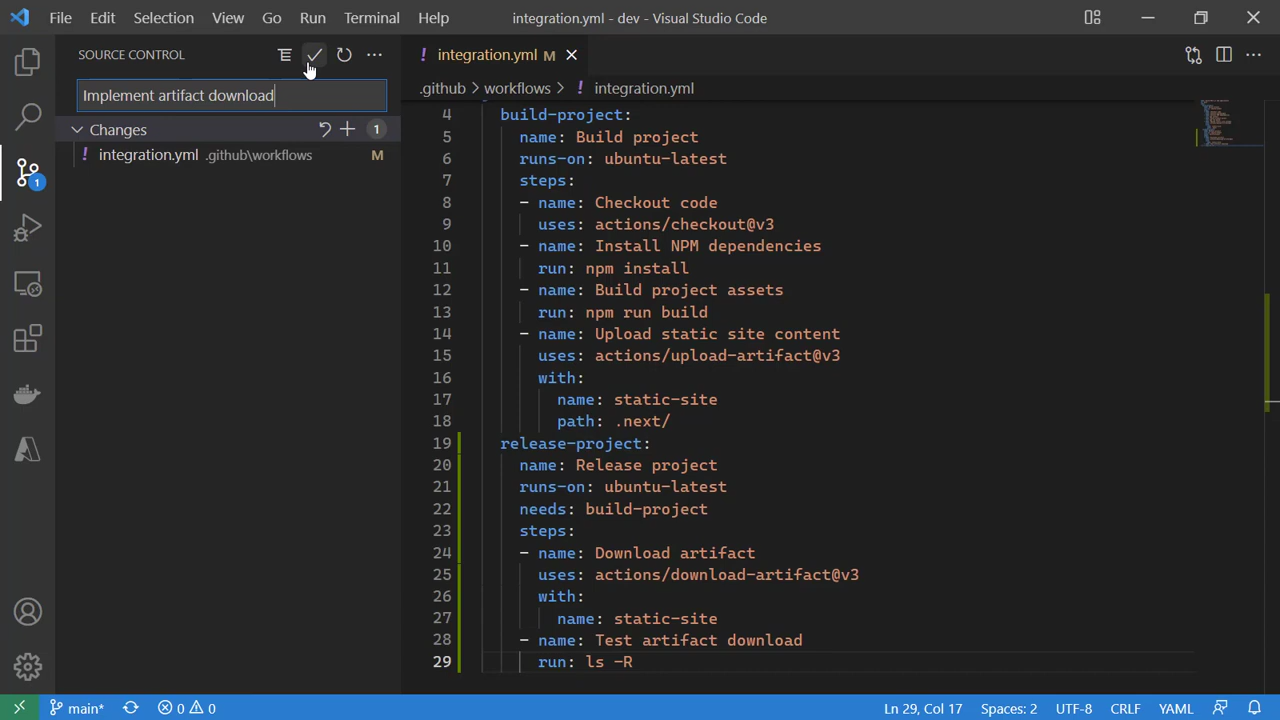 File Edit Selection View Go Run Terminal Help
integration.yml - dev - Visual Studio Code
SOURCE CONTROL
Implement artifact download
Changes 1
integration.yml .github\workflows M
1
! integration.yml M
.github > workflows > ! integration.yml
4 build-project:
5 name: Build project
6 runs-on: ubuntu-latest
7 steps:
8 - name: Checkout code
9 uses: actions/checkout@v3
10 - name: Install NPM dependencies
11 run: npm install
12 - name: Build project assets
13 run: npm run build
14 - name: Upload static site content
15 uses: actions/upload-artifact@v3
16 with:
17 name: static-site
18 path: .next/
19 release-project:
20 name: Release project
21 runs-on: ubuntu-latest
22 needs: build-project
23 steps:
24 - name: Download artifact
25 uses: actions/download-artifact@v3
26 with:
27 name: static-site
28 - name: Test artifact download
29 run: ls -R
main* 0 0 Ln 29, Col 17 Spaces: 2 UTF-8 CRLF YAML